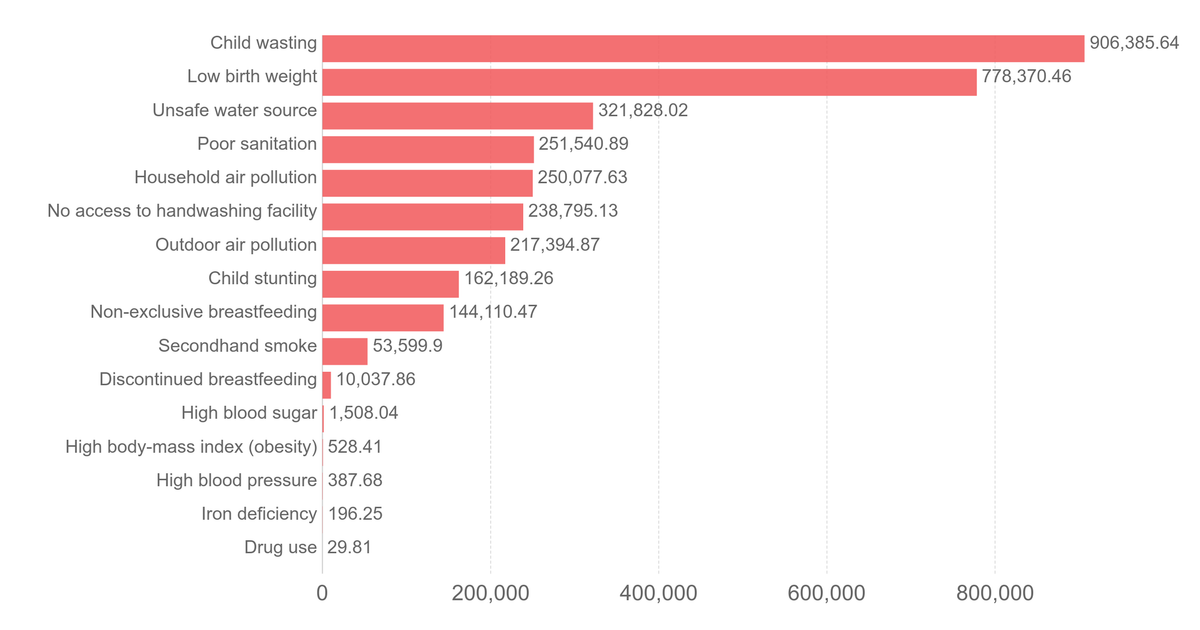 Child wasting 906,385.64
Low birth weight 778,370.46
Unsafe water source 321,828.02
Poor sanitation 251,540.89
Household air pollution 250,077.63
No access to handwashing facility 238,795.13
Outdoor air pollution 217,394.87
Child stunting 162,189.26
Non-exclusive breastfeeding 144,110.47
Secondhand smoke 53,599.9
Discontinued breastfeeding 10,037.86
High blood sugar 1,508.04
High body-mass index (obesity) 528.41
High blood pressure 387.68
Iron deficiency 196.25
Drug use 29.81
0 200,000 400,000 600,000 800,000